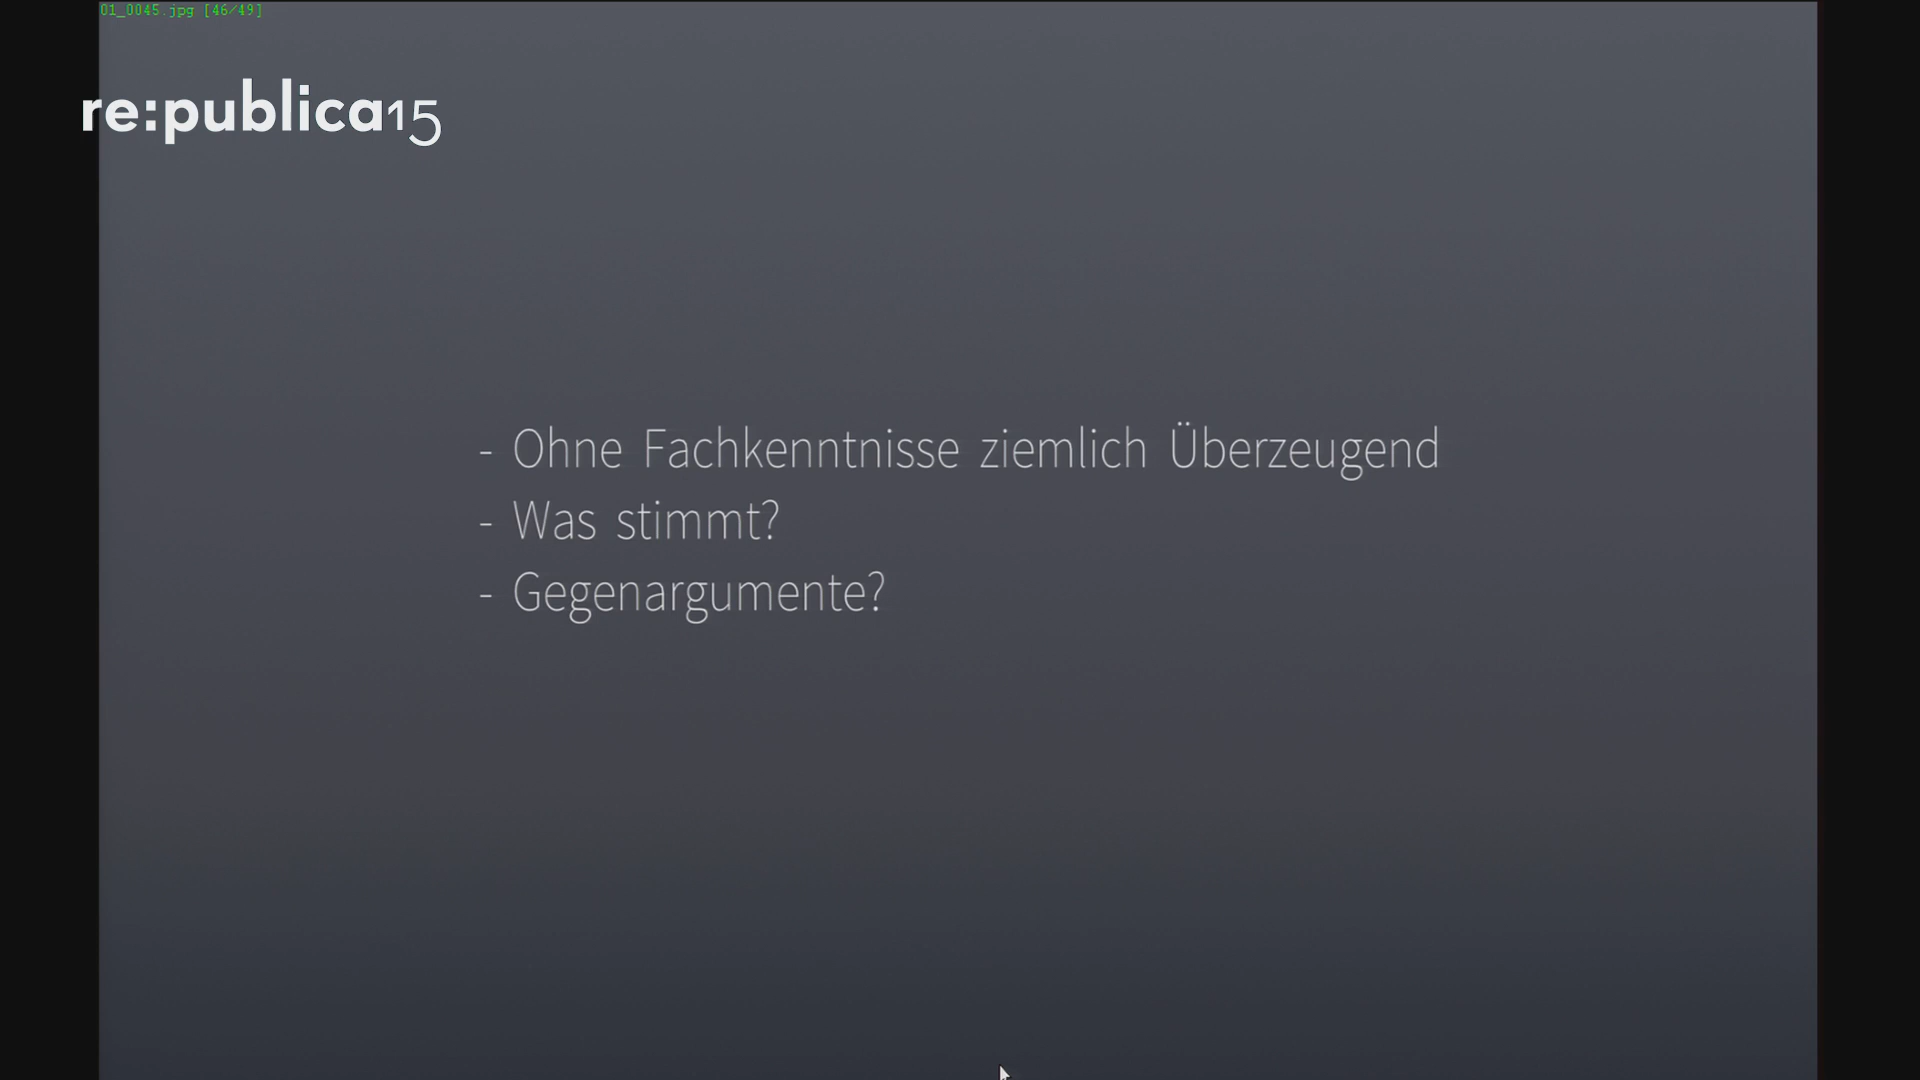 01_0045.jpg [46/49]
re:publica15
- Ohne Fachkenntnisse ziemlich Überzeugend
- Was stimmt?
- Gegenargumente?